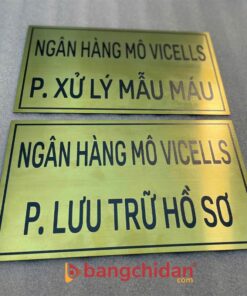 NGÂN HÀNG MÔ VICELLS
P. XỬ LÝ MẪU MÁU
NGÂN HÀNG MÔ VICELLS
P. LƯU TRỮ HỒ SƠ
bangchidan.com